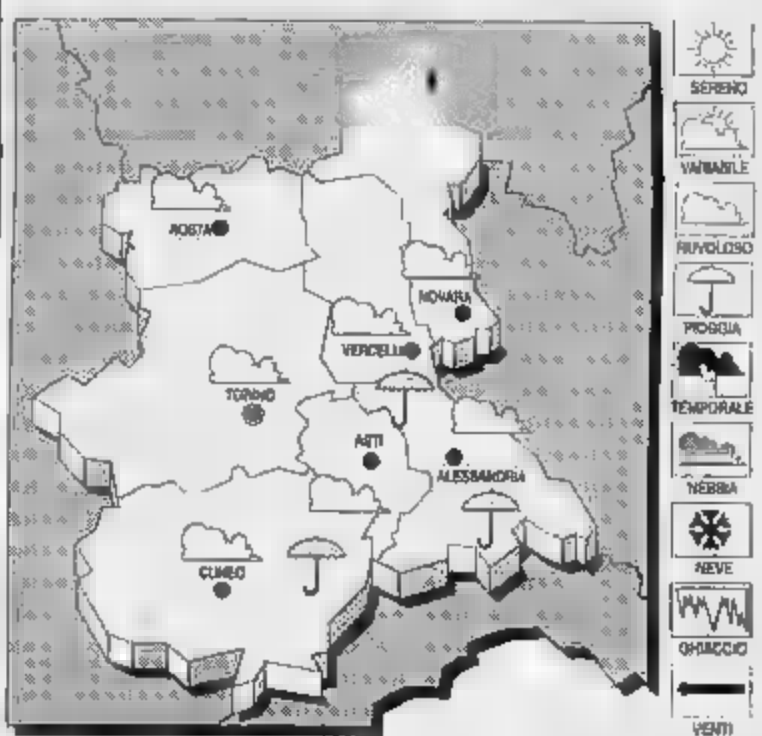 AOSTA
NOVARA
VERCELLI
TORINO
ASTI
ALESSANDRIA
CUNEO
SERENO
VARIABILE
NUVOLOSO
PIOGGIA
TEMPORALE
NEBBIA
NEVE
GHIACCIO
VENTI